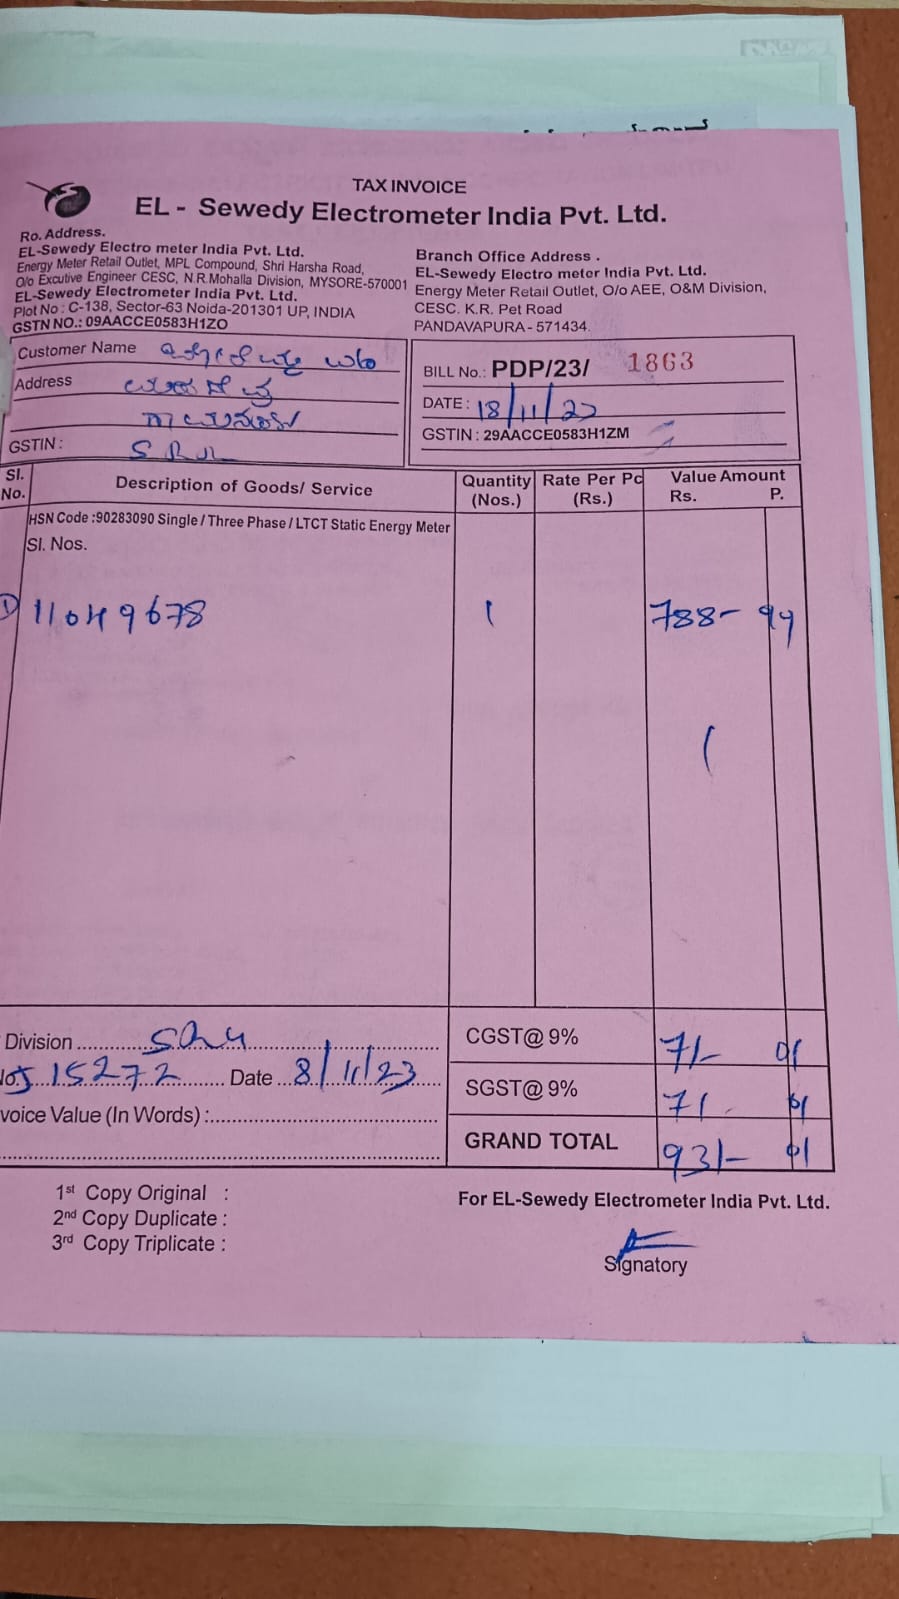 TAX INVOICE
EL - Sewedy Electrometer India Pvt. Ltd.
Ro. Address.
EL-Sewedy Electro meter India Pvt. Ltd.
Energy Meter Retail Outlet, MPL Compound, Shri Harsha Road,
O/o Excutive Engineer CESC, N.R.Mohalla Division, MYSORE-570001
EL-Sewedy Electrometer India Pvt. Ltd.
Plot No : C-138, Sector-63 Noida-201301 UP, INDIA
GSTN NO.: 09AACCE0583H1ZO
Branch Office Address .
EL-Sewedy Electro meter India Pvt. Ltd.
Energy Meter Retail Outlet, O/o AEE, O&M Division,
CESC. K.R. Pet Road
PANDAVAPURA - 571434.
Customer Name
Address
GSTIN :
BILL No.: PDP/23/ 1863
DATE : 18/11/23
GSTIN : 29AACCE0583H1ZM
Sl. No. Description of Goods/ Service Quantity (Nos.) Rate Per Pc (Rs.) Value Amount Rs. P.
HSN Code :90283090 Single / Three Phase / LTCT Static Energy Meter
Sl. Nos.
1) 11049678 1 788- 99
Division
15272 Date 8/11/23
voice Value (In Words) :
CGST@ 9% 71- 01
SGST@ 9% 71 01
GRAND TOTAL 931- 01
1st Copy Original :
2nd Copy Duplicate :
3rd Copy Triplicate :
For EL-Sewedy Electrometer India Pvt. Ltd.
Signatory